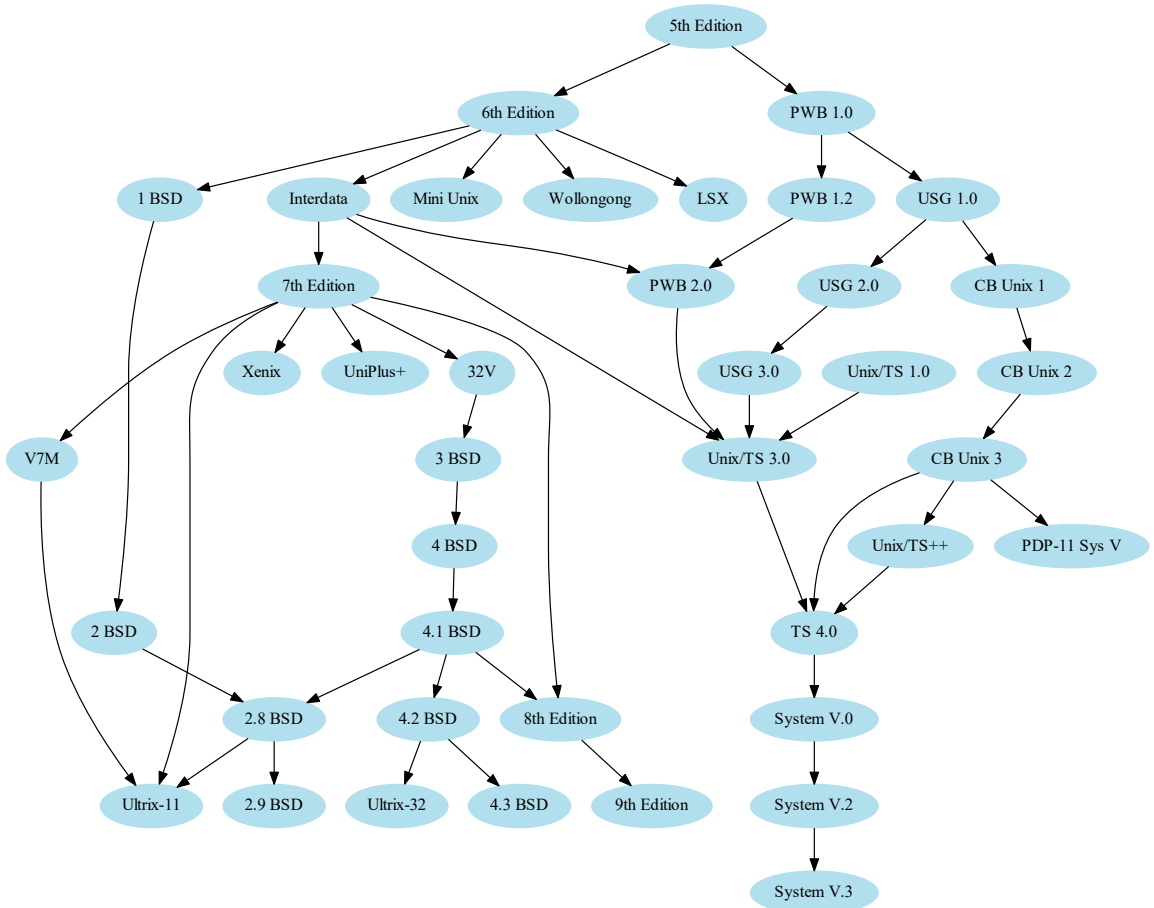 5th Edition
6th Edition
PWB 1.0
1 BSD
Interdata
Mini Unix
Wollongong
LSX
PWB 1.2
USG 1.0
7th Edition
PWB 2.0
USG 2.0
CB Unix 1
Xenix
UniPlus+
32V
USG 3.0
Unix/TS 1.0
CB Unix 2
V7M
3 BSD
Unix/TS 3.0
CB Unix 3
4 BSD
Unix/TS++
PDP-11 Sys V
2 BSD
4.1 BSD
TS 4.0
2.8 BSD
4.2 BSD
8th Edition
System V.0
Ultrix-11
2.9 BSD
Ultrix-32
4.3 BSD
9th Edition
System V.2
System V.3